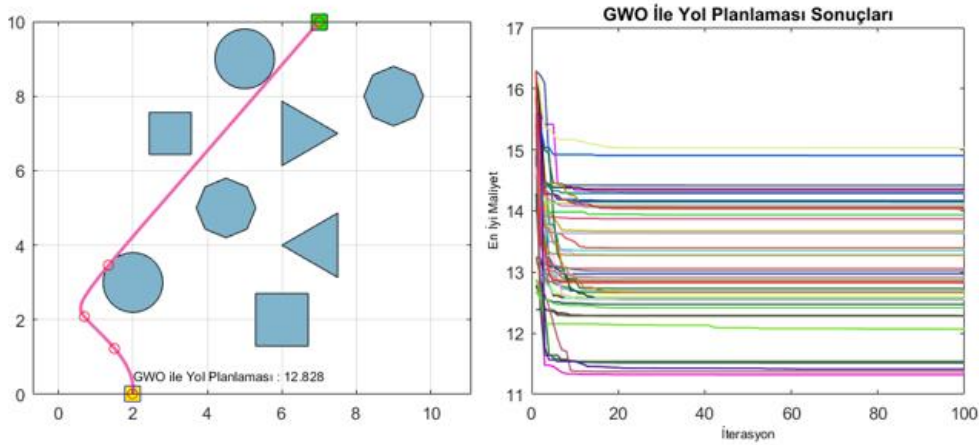 10
8
6
4
2
0
GWO ile Yol Planlaması : 12.828
0 2 4 6 8 10
GWO İle Yol Planlaması Sonuçları
17
16
15
14
13
12
11
En İyi Maliyet
0 20 40 60 80 100
İterasyon